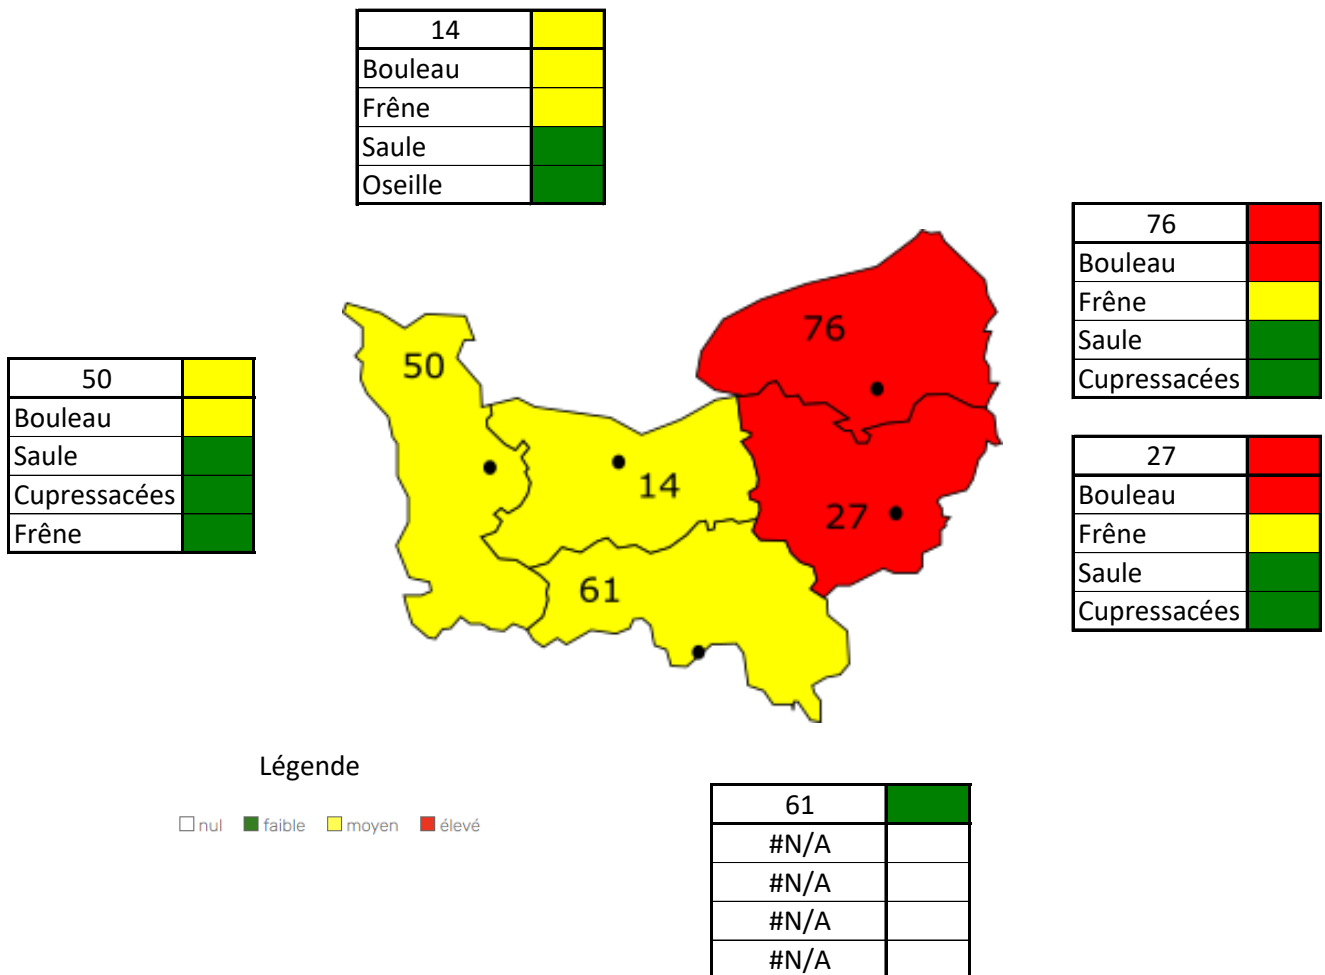 14
Bouleau
Frêne
Saule
Oseille
76
Bouleau
Frêne
Saule
Cupressacées
50
Bouleau
Saule
Cupressacées
Frêne
27
Bouleau
Frêne
Saule
Cupressacées
76
50
14
27
61
Légende
nul faible moyen élevé
61
#N/A
#N/A
#N/A
#N/A